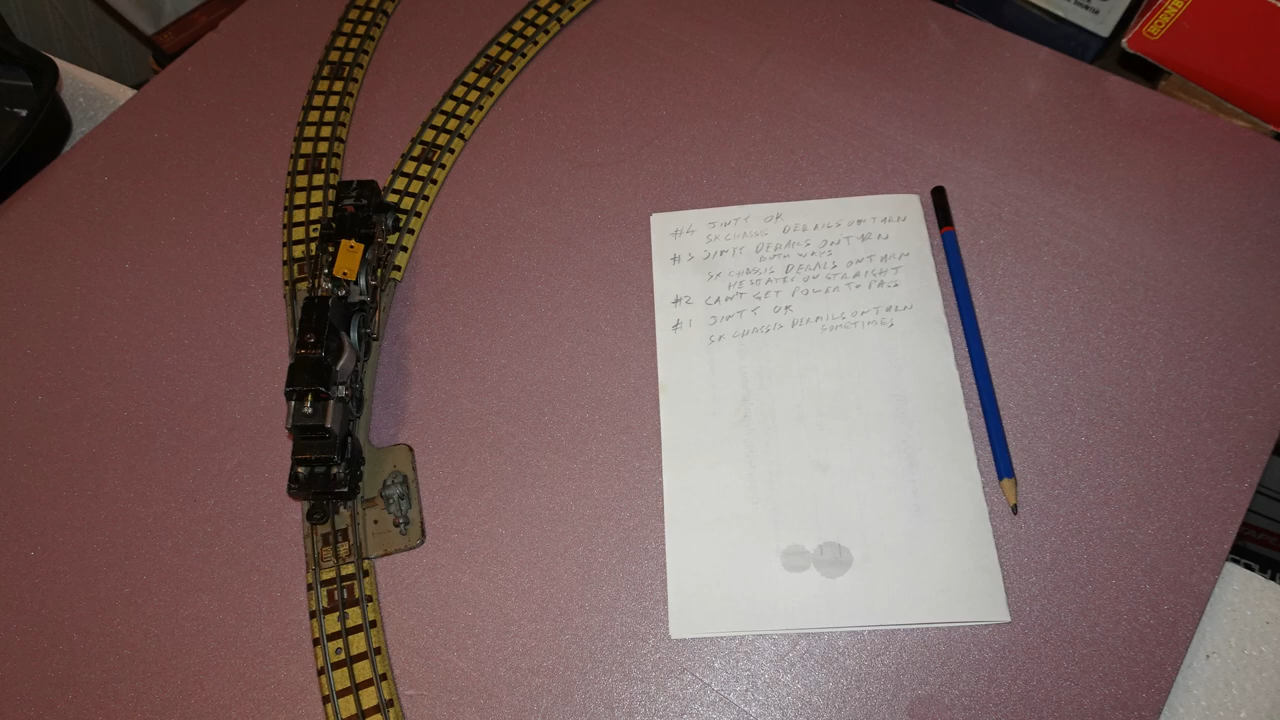 HORNB
#4 JINTY OK
SK CHASSIS DERAILS ON TURN
#3 JINTY DERAILS ON TURN
BOTH WAYS
SK CHASSIS DERAILS ON TURN
HESITATES ON STRAIGHT
#2 CAN'T GET POWER TO PASS
#1 JINTY OK
SK CHASSIS DERAILS ON TURN
SOMETIMES